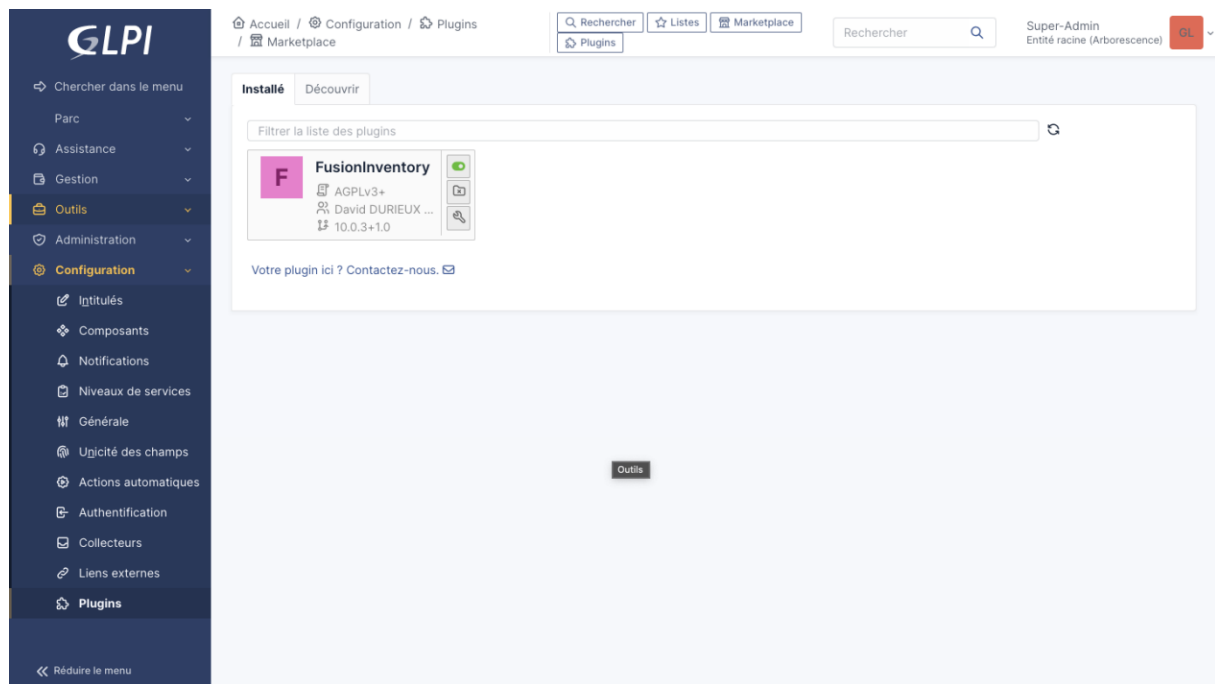 GLPI
Chercher dans le menu
Parc
Assistance
Gestion
Outils
Administration
Configuration
Intitulés
Composants
Notifications
Niveaux de services
Générale
Unicité des champs
Actions automatiques
Authentification
Collecteurs
Liens externes
Plugins
Réduire le menu
Accueil / Configuration / Plugins
/ Marketplace
Rechercher Listes Marketplace
Plugins
Rechercher
Super-Admin
Entité racine (Arborescence)
GL
Installé Découvrir
Filtrer la liste des plugins
F
FusionInventory
AGPLv3+
David DURIEUX ...
10.0.3+1.0
Votre plugin ici ? Contactez-nous.
Outils